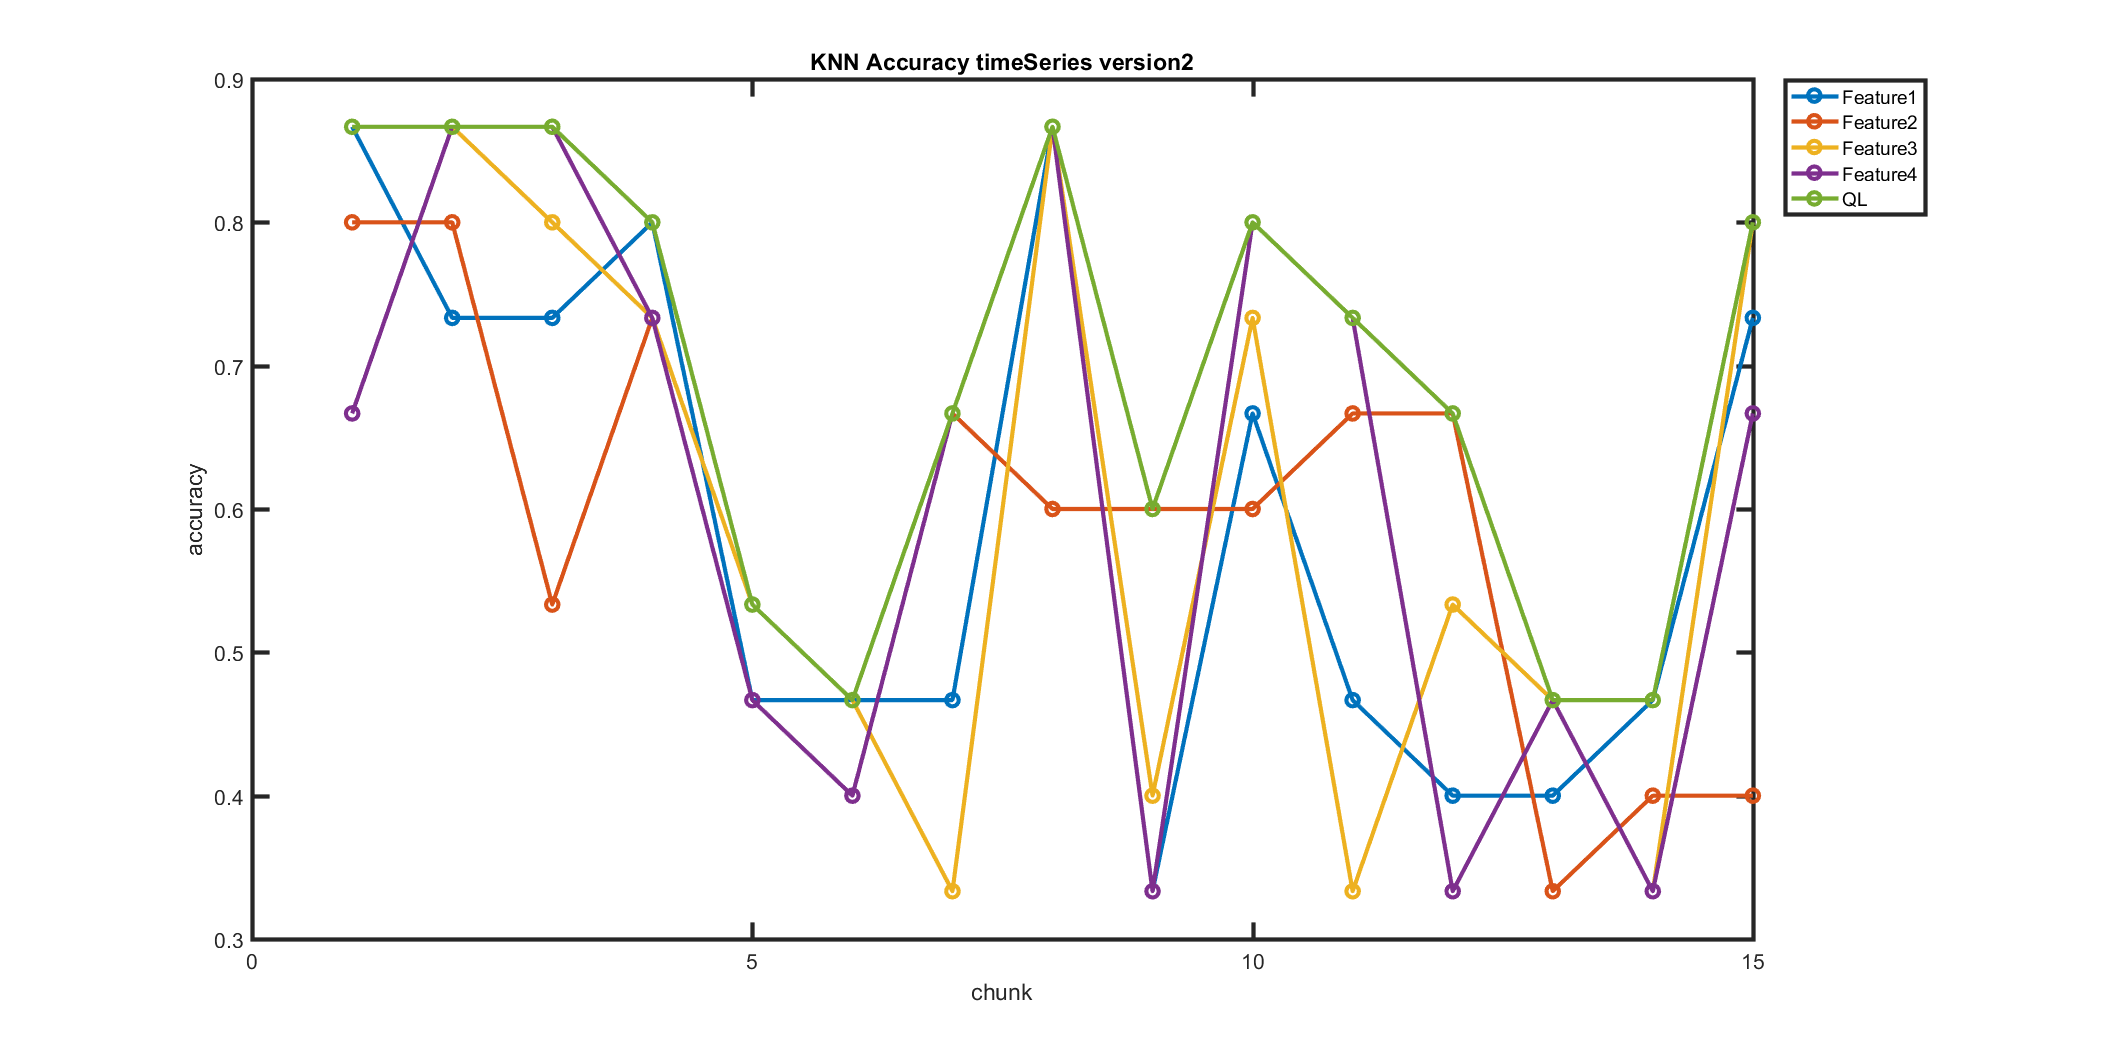 KNN Accuracy timeSeries version2
0.9
0.8
0.7
0.6
0.5
0.4
0.3
accuracy
0
5
10
15
chunk
Feature1
Feature2
Feature3
Feature4
QL